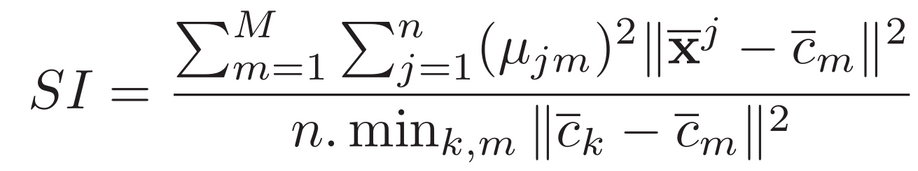 $SI = \frac{\sum_{m=1}^{M} \sum_{j=1}^{n} (\mu_{jm})^2 \|\overline{\mathbf{x}}^j - \overline{c}_m\|^2}{n . \min_{k,m} \|\overline{c}_k - \overline{c}_m\|^2}$